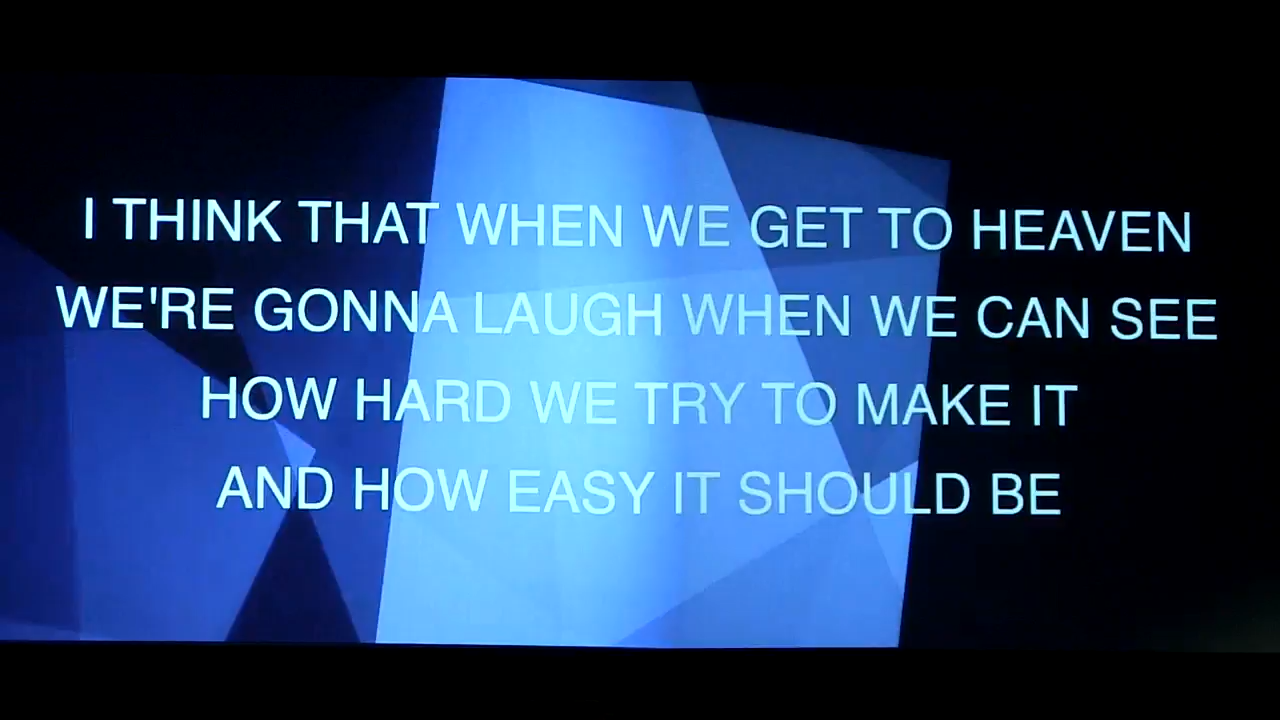 I THINK THAT WHEN WE GET TO HEAVEN
WE'RE GONNA LAUGH WHEN WE CAN SEE
HOW HARD WE TRY TO MAKE IT
AND HOW EASY IT SHOULD BE